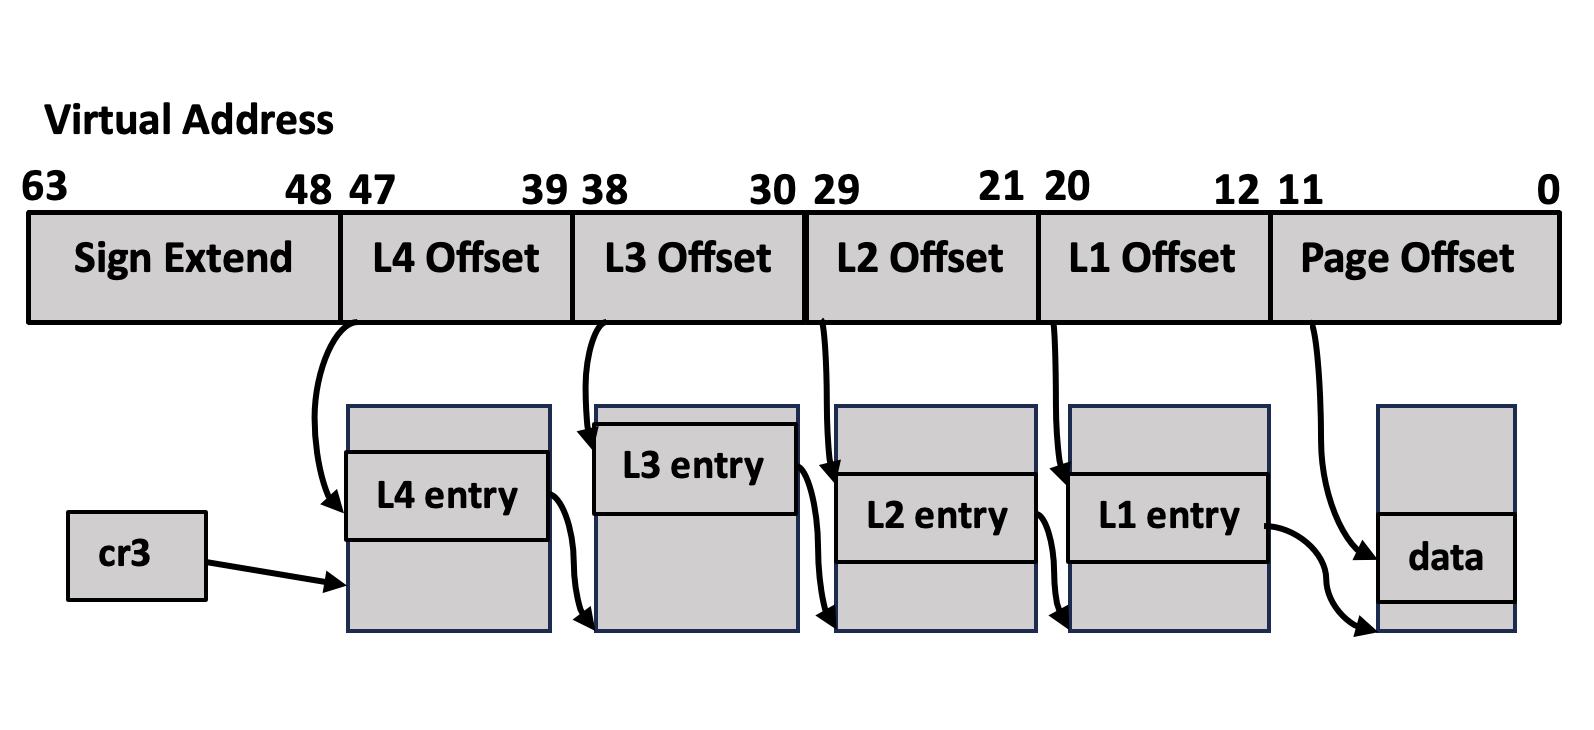 Virtual Address
63 48 47 39 38 30 29 21 20 12 11 0
Sign Extend L4 Offset L3 Offset L2 Offset L1 Offset Page Offset
L3 entry
L4 entry
L2 entry L1 entry
cr3 data